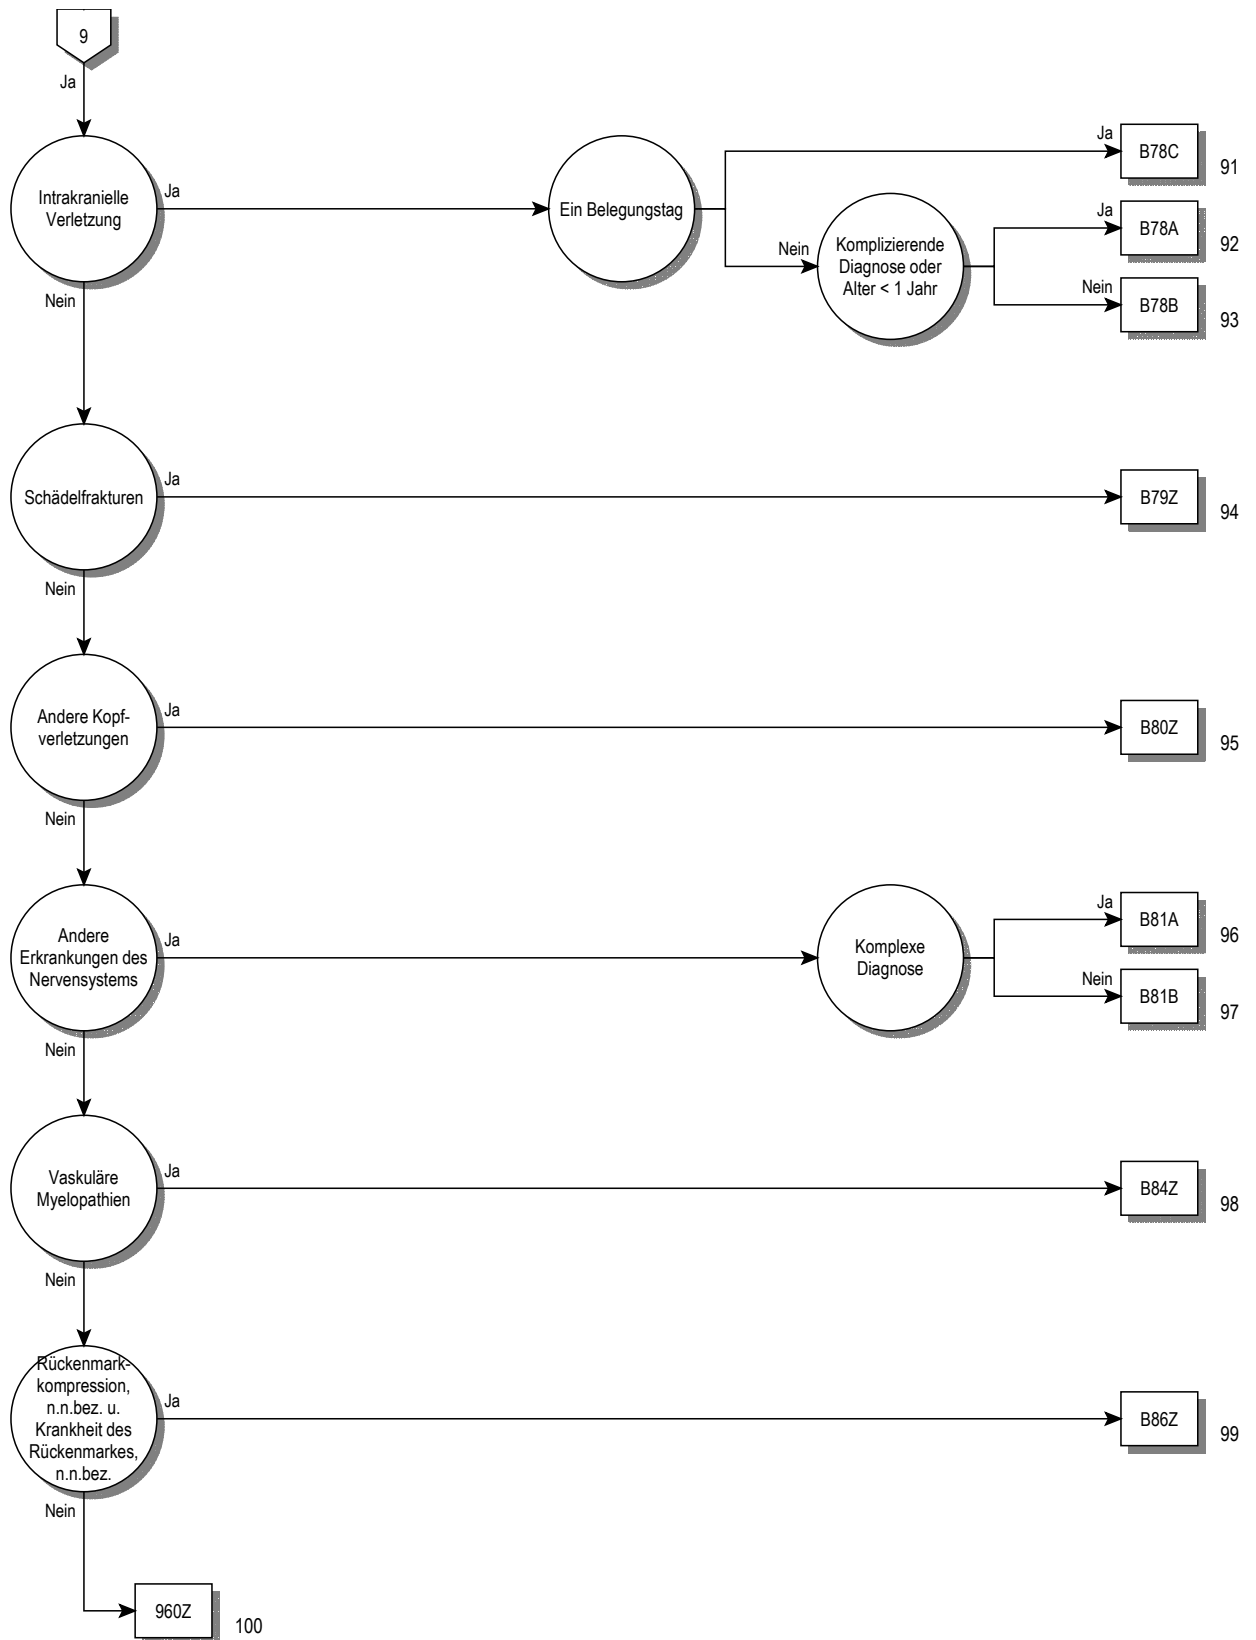 9
Ja
Intrakranielle
Verletzung
Ja
Ein Belegungstag
Ja
B78C
91
Nein
Komplizierende
Diagnose oder
Alter < 1 Jahr
Ja
B78A
92
Nein
B78B
93
Nein
Schädelfrakturen
Ja
B79Z
94
Nein
Andere Kopf-
verletzungen
Ja
B80Z
95
Nein
Andere
Erkrankungen des
Nervensystems
Ja
Komplexe
Diagnose
Ja
B81A
96
Nein
B81B
97
Nein
Vaskuläre
Myelopathien
Ja
B84Z
98
Nein
Rückenmark-
kompression,
n.n.bez. u.
Krankheit des
Rückenmarkes,
n.n.bez.
Ja
B86Z
99
Nein
960Z
100